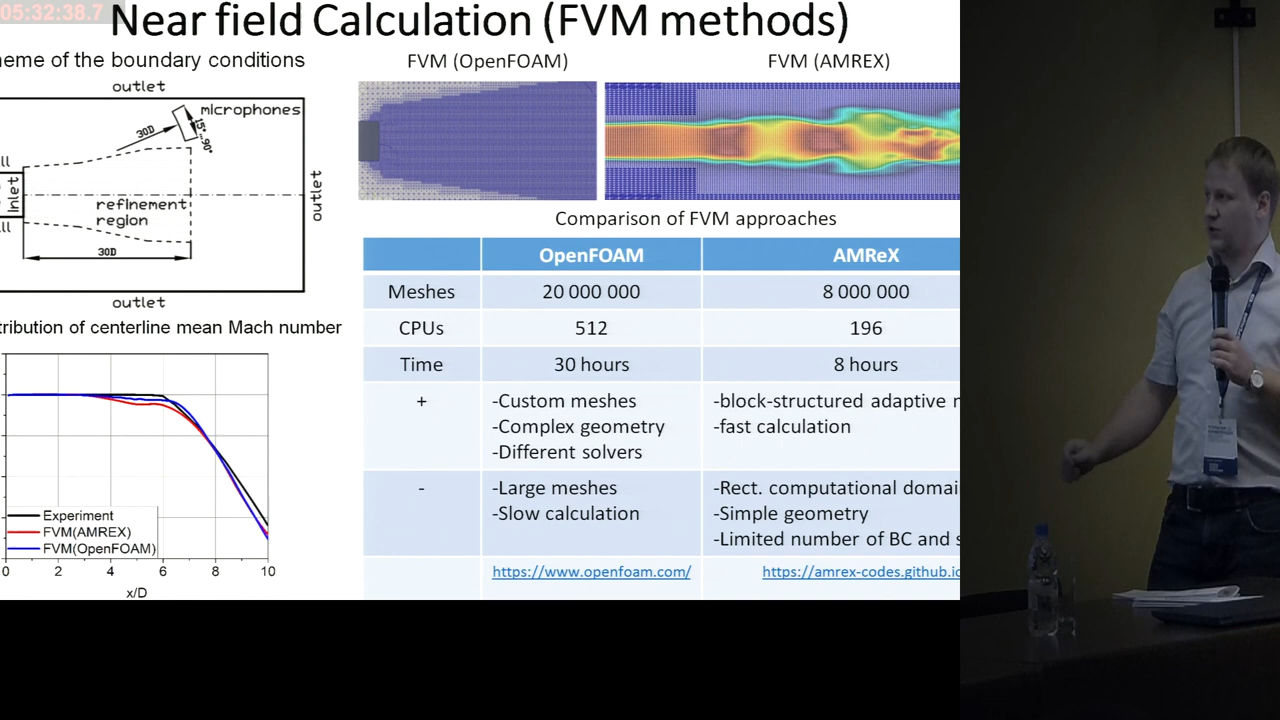 05:32:38.7
Near field Calculation (FVM methods)
heme of the boundary conditions
outlet
microphones
30D
15°..90°
ll
Inlet
ll
refinement
region
30D
outlet
outlet
tribution of centerline mean Mach number
Experiment
FVM(AMREX)
FVM(OpenFOAM)
0 2 4 6 8 10
x/D
FVM (OpenFOAM)
FVM (AMREX)
Comparison of FVM approaches
OpenFOAM AMReX
Meshes 20 000 000 8 000 000
CPUs 512 196
Time 30 hours 8 hours
+
-Custom meshes
-Complex geometry
-Different solvers
-block-structured adaptive
-fast calculation
-
-Large meshes
-Slow calculation
-Rect. computational domai
-Simple geometry
-Limited number of BC and s
https://www.openfoam.com/
https://amrex-codes.github.io